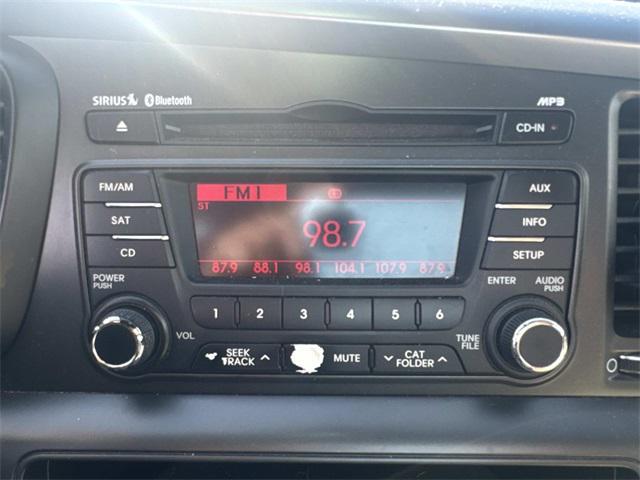 SIRIUS Bluetooth MP3
CD-IN
FM/AM FM1 AUX
ST
SAT 98.7 INFO
CD SETUP
87.9 88.1 98.1 104.1 107.9 87.9
POWER PUSH ENTER AUDIO PUSH
1 2 3 4 5 6
VOL TUNE FILE
SEEK TRACK MUTE CAT FOLDER
0